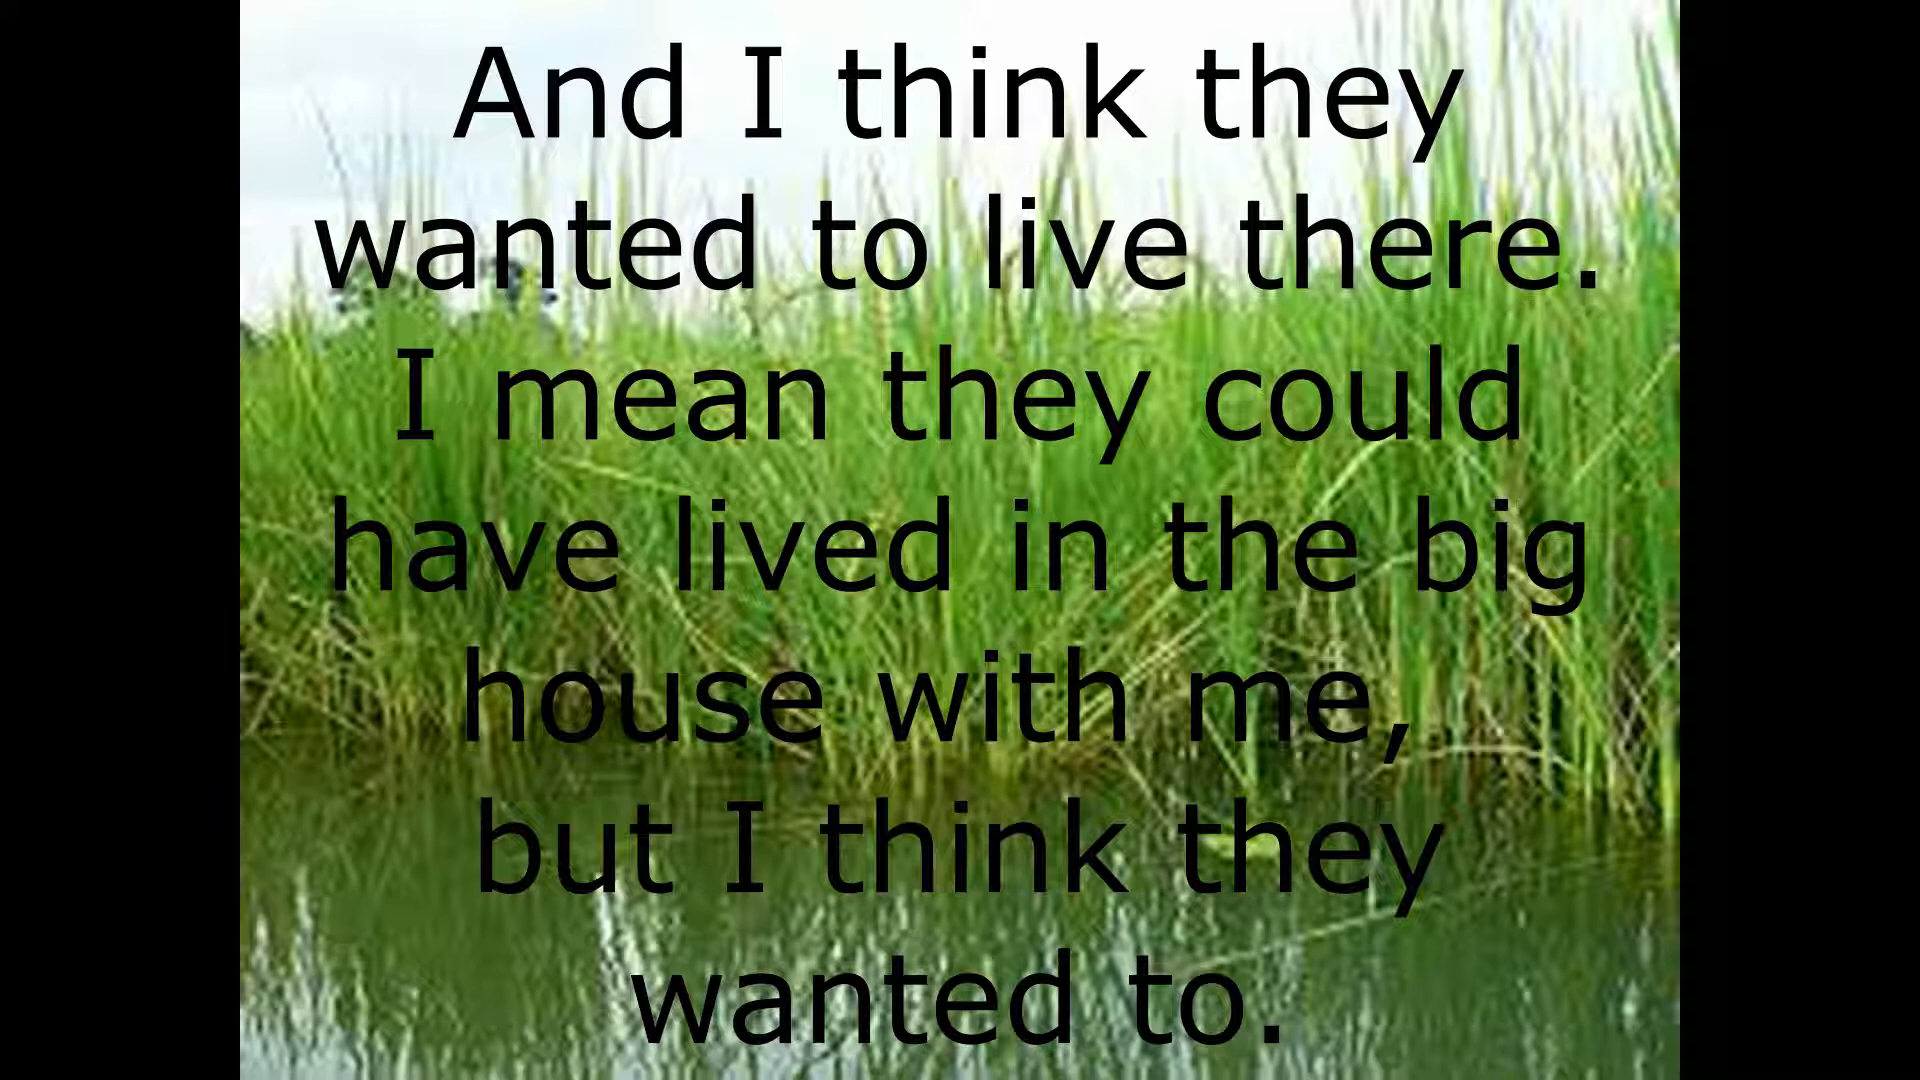 And I think they
wanted to live there.
I mean they could
have lived in the big
house with me,
but I think they
wanted to.